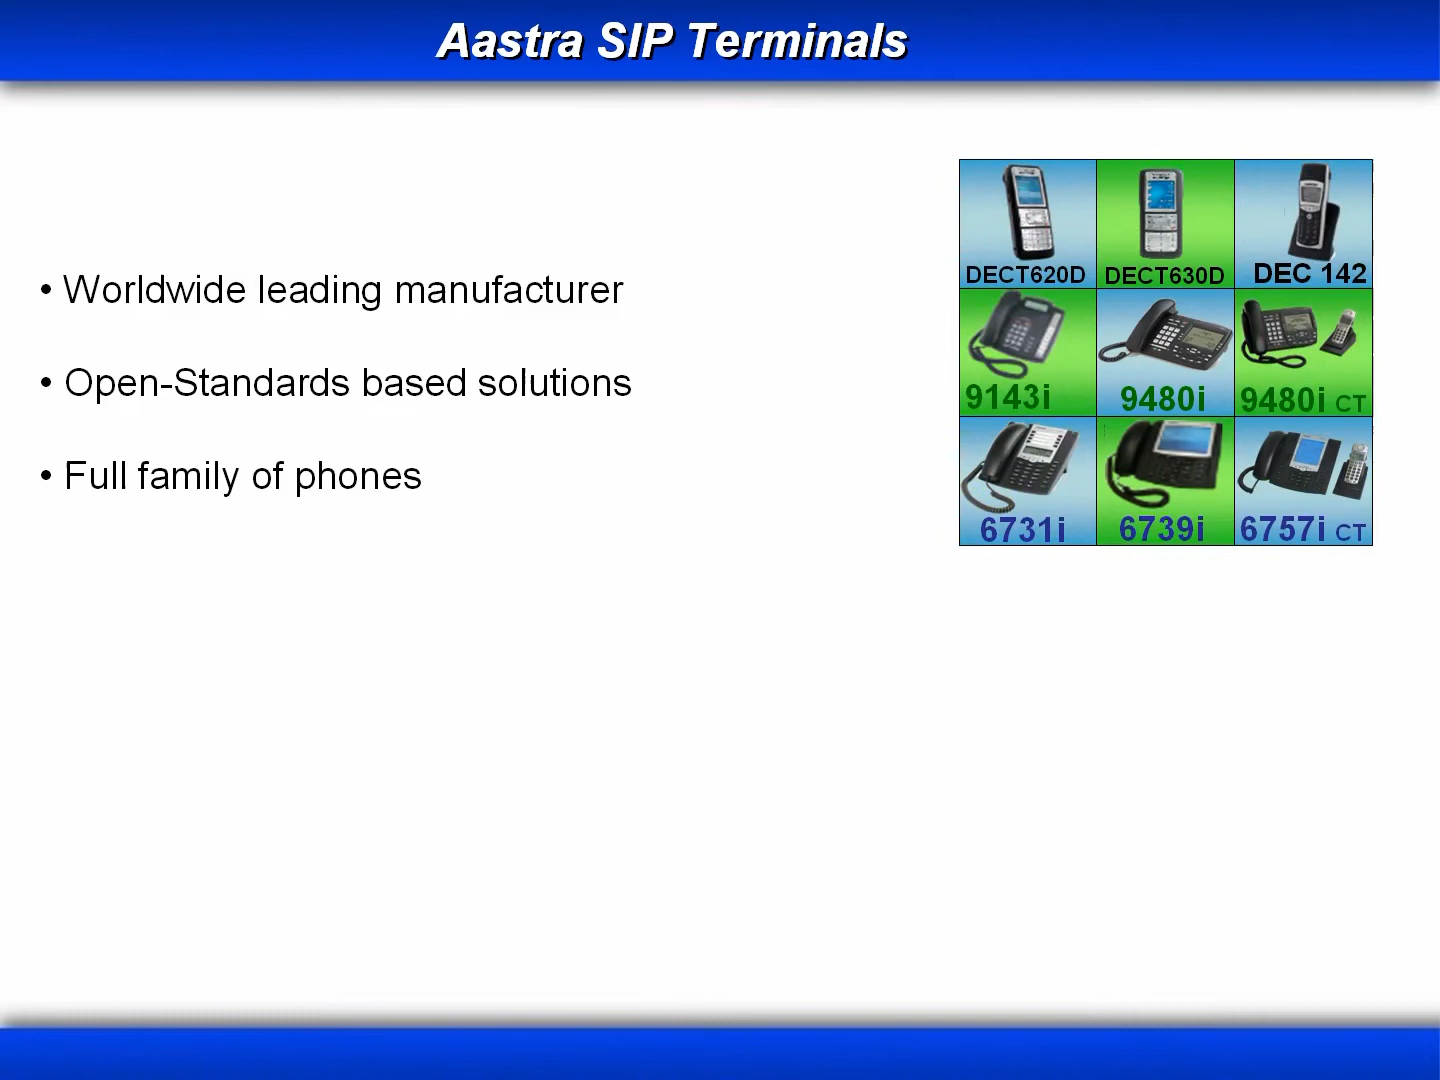 Aastra SIP Terminals
• Worldwide leading manufacturer
• Open-Standards based solutions
• Full family of phones
DECT620D DECT630D DEC 142
9143i 9480i 9480i CT
6731i 6739i 6757i CT